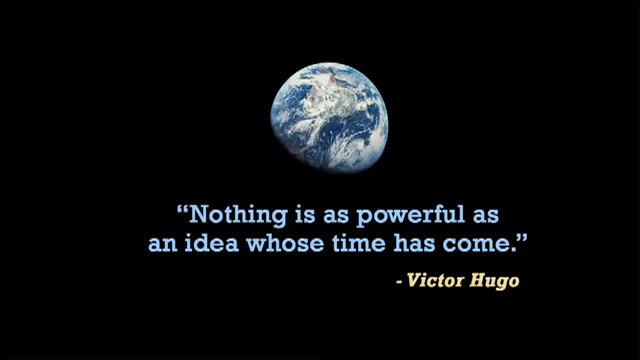 “Nothing is as powerful as
an idea whose time has come.”
- Victor Hugo